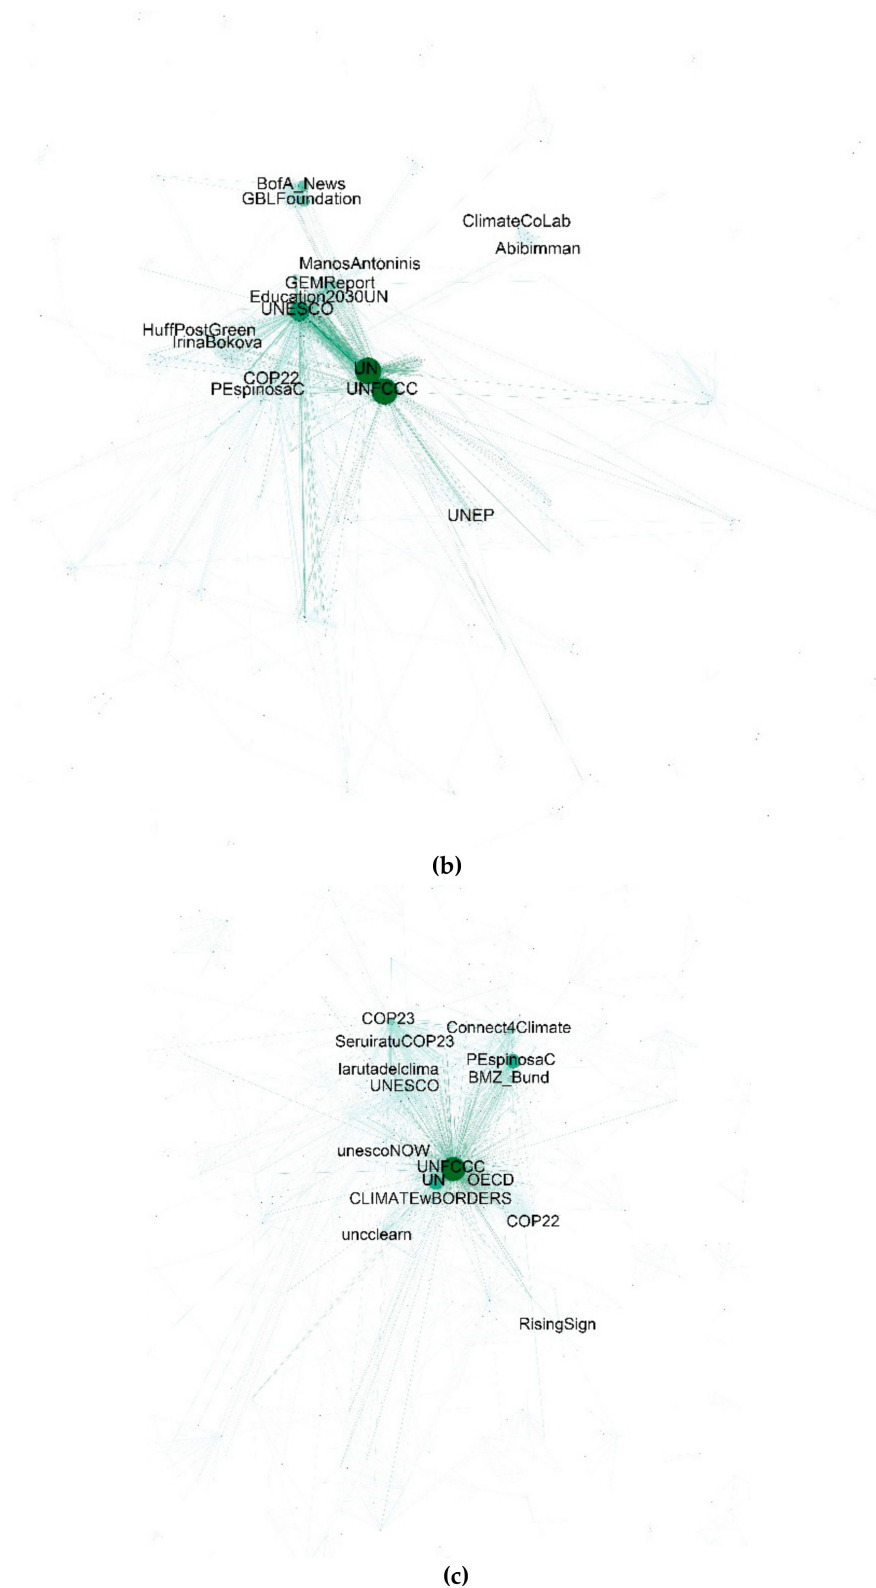 BofA_News
GBLFoundation
ClimateCoLab
Abibimman
ManosAntoninis
GEMReport
Education2030UN
UNESCO
HuffPostGreen
IrinaBokova
UN
COP22
PEspinosaC
UNFCCC
UNEP
(b)
COP23
Connect4Climate
SeruiratuCOP23
PEspinosaC
larutadelclima
BMZ_Bund
UNESCO
unescoNOW
UNFCCC
UN
OECD
CLIMATEwBORDERS
COP22
uncclearn
RisingSign
(c)